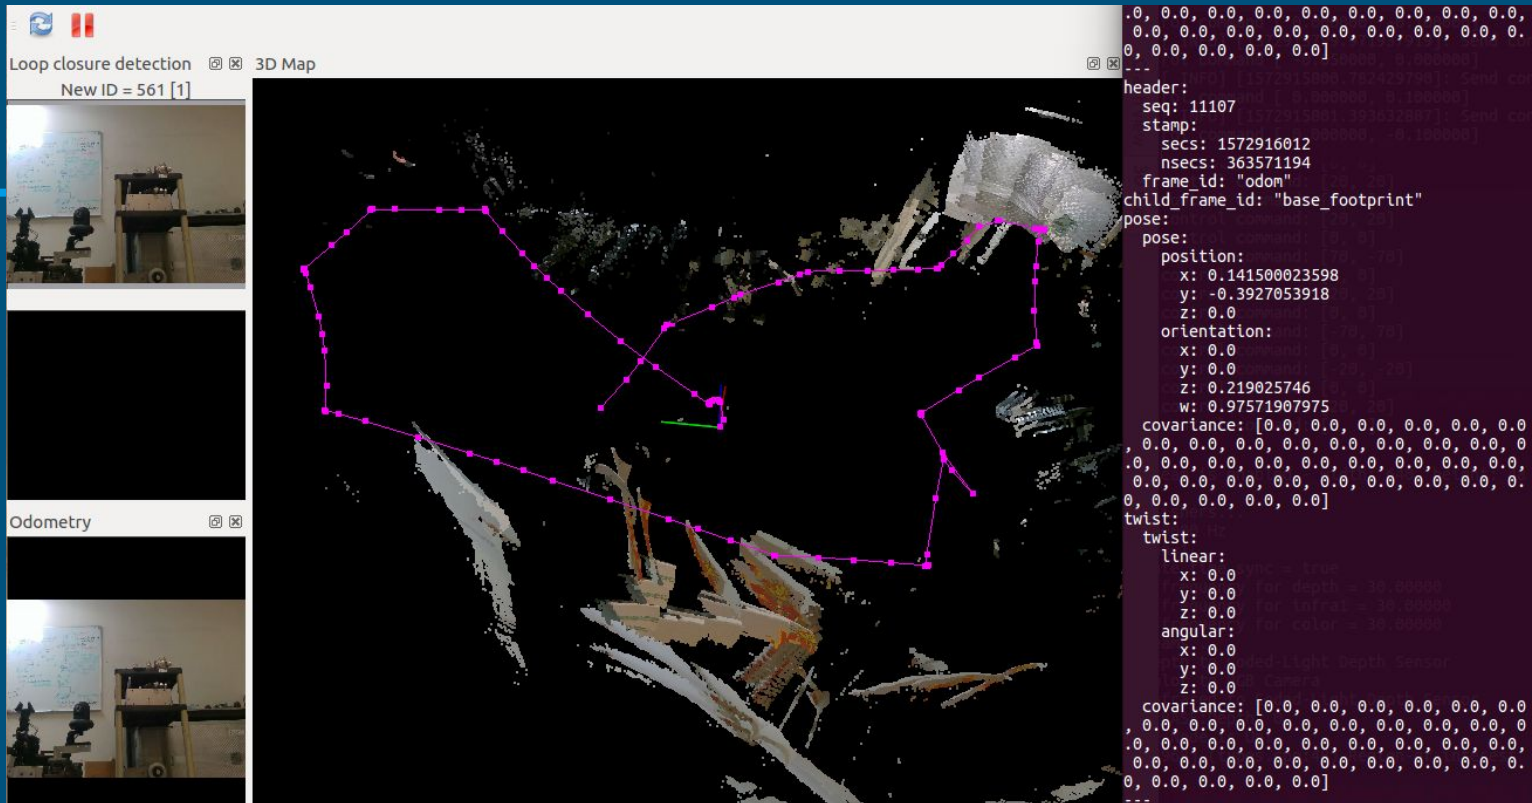 Loop closure detection
3D Map
New ID = 561 [1]
Odometry
.0, 0.0, 0.0, 0.0, 0.0, 0.0, 0.0, 0.0, 0.0,
0.0, 0.0, 0.0, 0.0, 0.0, 0.0, 0.0, 0.0, 0.
0, 0.0, 0.0, 0.0, 0.0]
---
header:
seq: 11107
stamp:
secs: 1572916012
nsecs: 363571194
frame_id: "odom"
child_frame_id: "base_footprint"
pose:
pose:
position:
x: 0.141500023598
y: -0.3927053918
z: 0.0
orientation:
x: 0.0
y: 0.0
z: 0.219025746
w: 0.97571907975
covariance: [0.0, 0.0, 0.0, 0.0, 0.0, 0.0
, 0.0, 0.0, 0.0, 0.0, 0.0, 0.0, 0.0, 0.0, 0
.0, 0.0, 0.0, 0.0, 0.0, 0.0, 0.0, 0.0, 0.0,
0.0, 0.0, 0.0, 0.0, 0.0, 0.0, 0.0, 0.0, 0.
0, 0.0, 0.0, 0.0, 0.0]
twist:
twist:
linear:
x: 0.0
y: 0.0
z: 0.0
angular:
x: 0.0
y: 0.0
z: 0.0
covariance: [0.0, 0.0, 0.0, 0.0, 0.0, 0.0
, 0.0, 0.0, 0.0, 0.0, 0.0, 0.0, 0.0, 0.0, 0
.0, 0.0, 0.0, 0.0, 0.0, 0.0, 0.0, 0.0, 0.0,
0.0, 0.0, 0.0, 0.0, 0.0, 0.0, 0.0, 0.0, 0.
0, 0.0, 0.0, 0.0, 0.0]
---